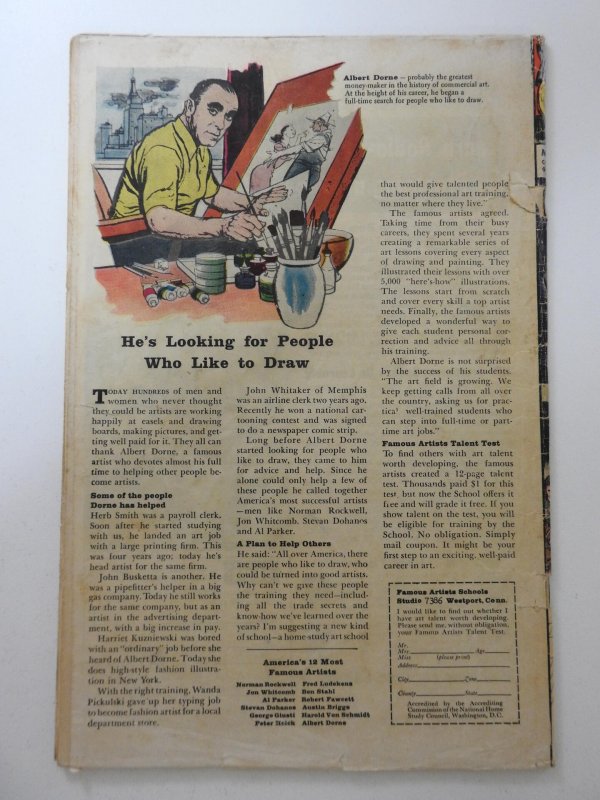 Albert Dorne — probably the greatest
money-maker in the history of commercial art.
At the height of his career, he began a
full-time search for people who like to draw.
He's Looking for People
Who Like to Draw
TODAY HUNDREDS of men and
women who never thought
they could be artists are working
happily at easels and drawing
boards, making pictures, and get-
ting well paid for it. They all can
thank Albert Dorne, a famous
artist who devotes almost his full
time to helping other people be-
come artists.
Some of the people
Dorne has helped
Herb Smith was a payroll clerk.
Soon after he started studying
with us, he landed an art job
with a large printing firm. This
was four years ago; today he's
head artist for the same firm.
John Busketta is another. He
was a pipefitter's helper in a big
gas company. Today he still works
for the same company, but as an
artist in the advertising depart-
ment, with a big increase in pay.
Harriet Kuzniewski was bored
with an "ordinary" job before she
heard of Albert Dorne. Today she
does high-style fashion illustra-
tion in New York.
With the right training, Wanda
Pickulski gave up her typing job
to become fashion artist for a local
department store.
John Whitaker of Memphis
was an airline clerk two years ago.
Recently he won a national car-
tooning contest and was signed
to do a newspaper comic strip.
Long before Albert Dorne
started looking for people who
like to draw, they came to him
for advice and help. Since he
alone could help only a few of
these people he called together
America's most successful artists
—men like Norman Rockwell,
Jon Whitcomb, Stevan Dohanos
and Al Parker.
A Plan to Help Others
He said: "All over America, there
are people who like to draw, who
could be turned into good artists.
Why can't we give these people
the training they need—includ-
ing all the trade secrets and
know-how we've learned over the
years? I'm suggesting a new kind
of school—a home study art school
America's 12 Most
Famous Artists
Norman Rockwell Fred Ludekens
Jon Whitcomb Ben Stahl
Al Parker Robert Fawcett
Stevan Dohanos Austin Briggs
George Giusti Harold Von Schmidt
Peter Helck Albert Dorne
that would give talented people
the best professional art training,
no matter where they live."
The famous artists agreed.
Taking time from their busy
careers, they spent several years
creating a remarkable series of
art lessons covering every aspect
of drawing and painting. They
illustrated their lessons with over
5,000 "here's-how" illustrations.
The lessons start from scratch
and cover every skill a top artist
needs. Finally, the famous artists
developed a wonderful way to
give each student personal cor-
rection and advice all through
his training.
Albert Dorne is not surprised
by the success of his students.
"The art field is growing. We
keep getting calls from all over
the country, asking us for prac-
tical well-trained students who
can step into full-time or part-
time art jobs."
Famous Artists Talent Test
To find others with art talent
worth developing, the famous
artists created a 12-page talent
test. Thousands paid $1 for this
test but now the School offers it
free and will grade it free. If you
show talent on the test, you will
be eligible for training by the
School. No obligation. Simply
mail coupon. It might be your
first step to an exciting, well-paid
career in art.
Famous Artists Schools
Studio 7386 Westport, Conn.
I would like to find out whether I
have art talent worth developing.
Please send me, without obligation,
your Famous Artists Talent Test.
Mr.
Mrs. Age
Miss (please print)
Address
City Zone
County State
Accredited by the Accrediting
Commission of the National Home
Study Council, Washington, D.C.